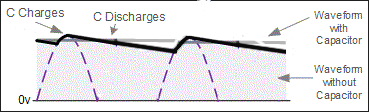 C Charges
C Discharges
Waveform
with
Capacitor
Waveform
without
Capacitor
0v